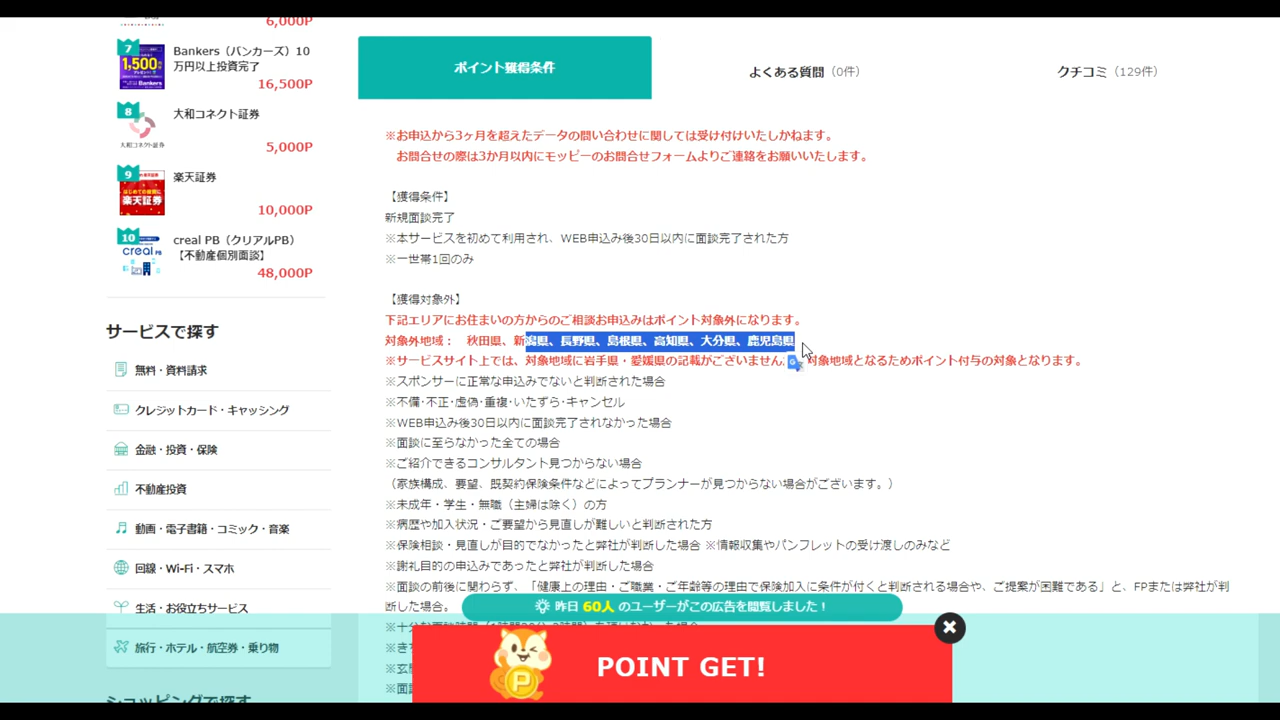 6,000P
7
Bankers（バンカーズ）10
万円以上投資完了
1,500円
Bankers
16,500P
8
大和コネクト証券
大和コネクト証券
5,000P
9
楽天証券
楽天証券
10,000P
10
creal PB（クリアルPB）
【不動産個別面談】
creal PB
48,000P
サービスで探す
無料・資料請求
クレジットカード・キャッシング
金融・投資・保険
不動産投資
動画・電子書籍・コミック・音楽
回線・Wi-Fi・スマホ
生活・お役立ちサービス
旅行・ホテル・航空券・乗り物
ショッピングで探す
ポイント獲得条件
よくある質問（0件）
クチコミ（129件）
※お申込から3ヶ月を超えたデータの問い合わせに関しては受け付けいたしかねます。
お問合せの際は3か月以内にモッピーのお問合せフォームよりご連絡をお願いいたします。
【獲得条件】
新規面談完了
※本サービスを初めて利用され、WEB申込み後30日以内に面談完了された方
※一世帯1回のみ
【獲得対象外】
下記エリアにお住まいの方からのご相談お申込みはポイント対象外になります。
対象外地域： 秋田県、新潟県、長野県、島根県、高知県、大分県、鹿児島県
※サービスサイト上では、対象地域に岩手県・愛媛県の記載がございません 対象地域となるためポイント付与の対象となります。
※スポンサーに正常な申込みでないと判断された場合
※不備･不正･虚偽･重複･いたずら･キャンセル
※WEB申込み後30日以内に面談完了されなかった場合
※面談に至らなかった全ての場合
※ご紹介できるコンサルタント見つからない場合
（家族構成、要望、既契約保険条件などによってプランナーが見つからない場合がございます。）
※未成年・学生・無職（主婦は除く）の方
※病歴や加入状況・ご要望から見直しが難しいと判断された方
※保険相談・見直しが目的でなかったと弊社が判断した場合 ※情報収集やパンフレットの受け渡しのみなど
※謝礼目的の申込みであったと弊社が判断した場合
※面談の前後に関わらず、「健康上の理由・ご職業・ご年齢等の理由で保険加入に条件が付くと判断される場合や、ご提案が困難である」と、FPまたは弊社が判
断した場合。
昨日 60人 のユーザーがこの広告を閲覧しました！
POINT GET!